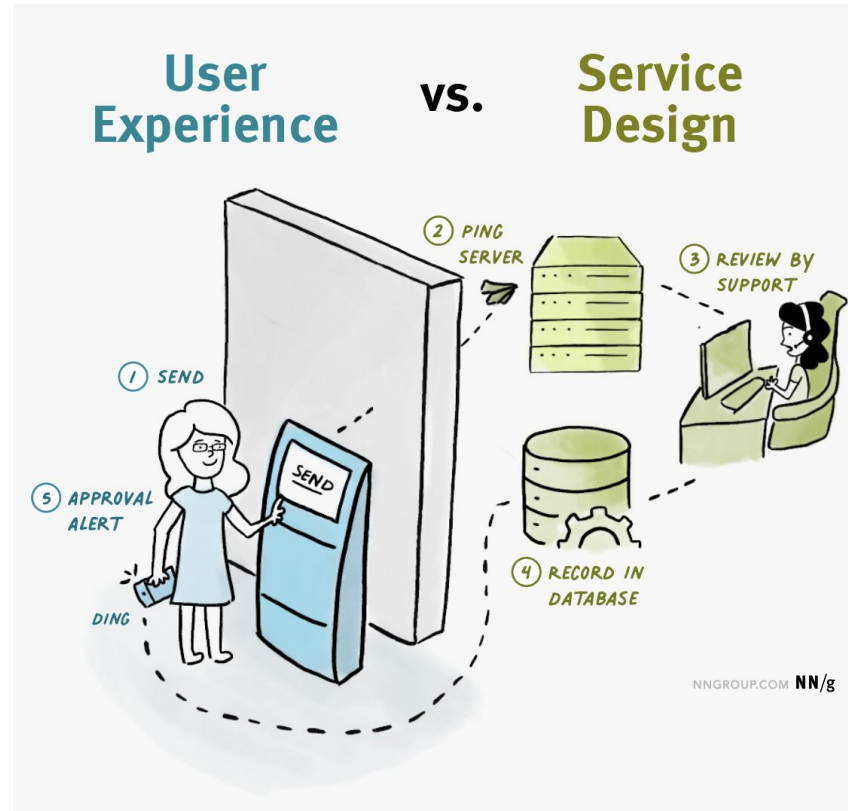 User
Experience
vs.
Service
Design
2 PING
SERVER
3 REVIEW BY
SUPPORT
1 SEND
SEND
5 APPROVAL
ALERT
DING
4 RECORD IN
DATABASE
NNGROUP.COM NN/g